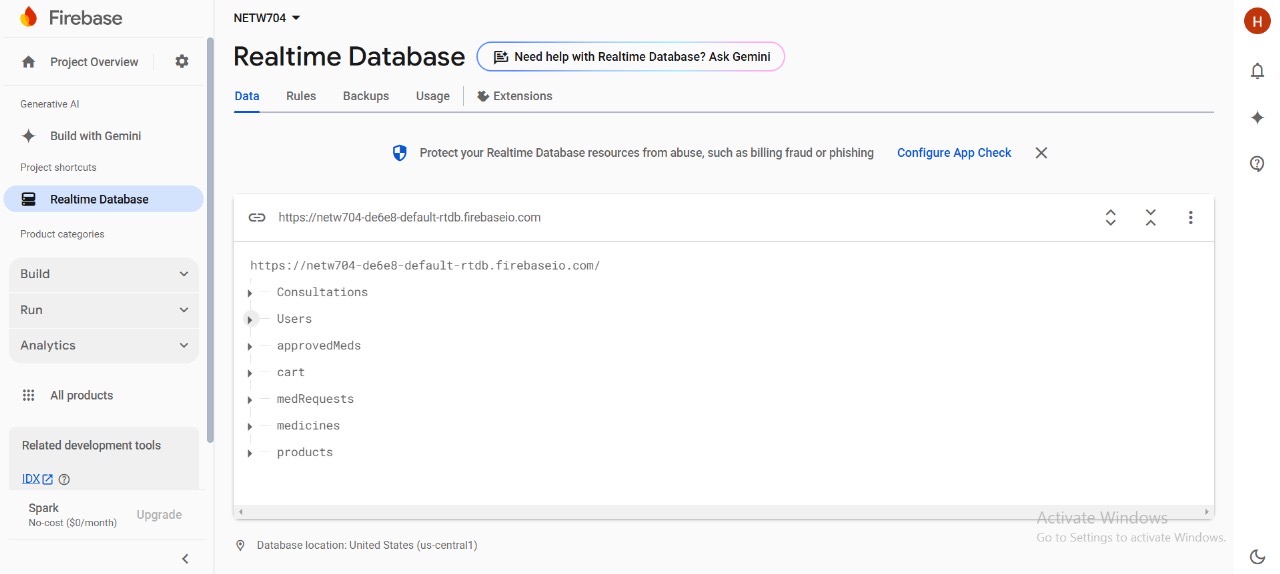 Firebase
Project Overview
Generative AI
Build with Gemini
Project shortcuts
Realtime Database
Product categories
Build
Run
Analytics
All products
Related development tools
IDX
Spark
No-cost ($0/month)
Upgrade
NETW704
Realtime Database
Need help with Realtime Database? Ask Gemini
Data Rules Backups Usage Extensions
Protect your Realtime Database resources from abuse, such as billing fraud or phishing Configure App Check
https://netw704-de6e8-default-rtdb.firebaseio.com
https://netw704-de6e8-default-rtdb.firebaseio.com/
Consultations
Users
approvedMeds
cart
medRequests
medicines
products
Database location: United States (us-central1)
Activate Windows
Go to Settings to activate Windows.
H